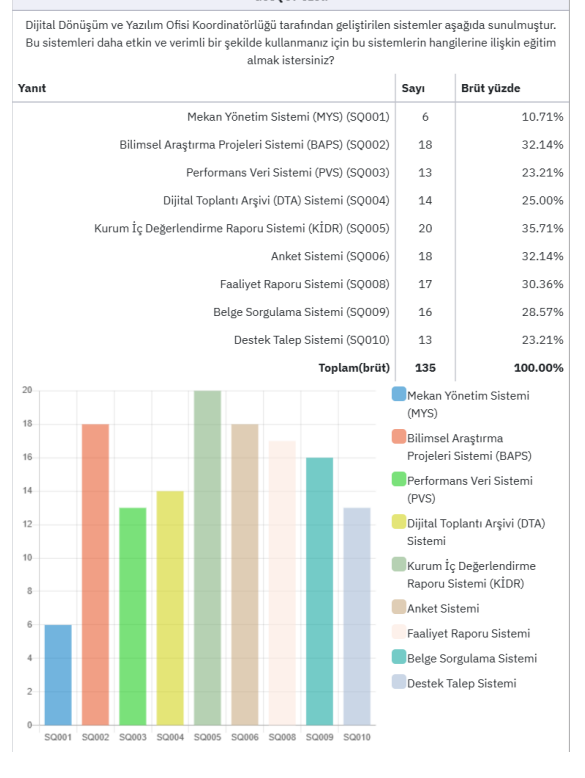 Dijital Dönüşüm ve Yazılım Ofisi Koordinatörlüğü tarafından geliştirilen sistemler aşağıda sunulmuştur.
Bu sistemleri daha etkin ve verimli bir şekilde kullanmanız için bu sistemlerin hangilerine ilişkin eğitim
almak istersiniz?
Yanıt Sayı Brüt yüzde
Mekan Yönetim Sistemi (MYS) (SQ001) 6 10.71%
Bilimsel Araştırma Projeleri Sistemi (BAPS) (SQ002) 18 32.14%
Performans Veri Sistemi (PVS) (SQ003) 13 23.21%
Dijital Toplantı Arşivi (DTA) Sistemi (SQ004) 14 25.00%
Kurum İç Değerlendirme Raporu Sistemi (KİDR) (SQ005) 20 35.71%
Anket Sistemi (SQ006) 18 32.14%
Faaliyet Raporu Sistemi (SQ008) 17 30.36%
Belge Sorgulama Sistemi (SQ009) 16 28.57%
Destek Talep Sistemi (SQ010) 13 23.21%
Toplam(brüt) 135 100.00%
20
18
16
14
12
10
8
6
4
2
0
SQ001 SQ002 SQ003 SQ004 SQ005 SQ006 SQ008 SQ009 SQ010
Mekan Yönetim Sistemi
(MYS)
Bilimsel Araştırma
Projeleri Sistemi (BAPS)
Performans Veri Sistemi
(PVS)
Dijital Toplantı Arşivi (DTA)
Sistemi
Kurum İç Değerlendirme
Raporu Sistemi (KİDR)
Anket Sistemi
Faaliyet Raporu Sistemi
Belge Sorgulama Sistemi
Destek Talep Sistemi